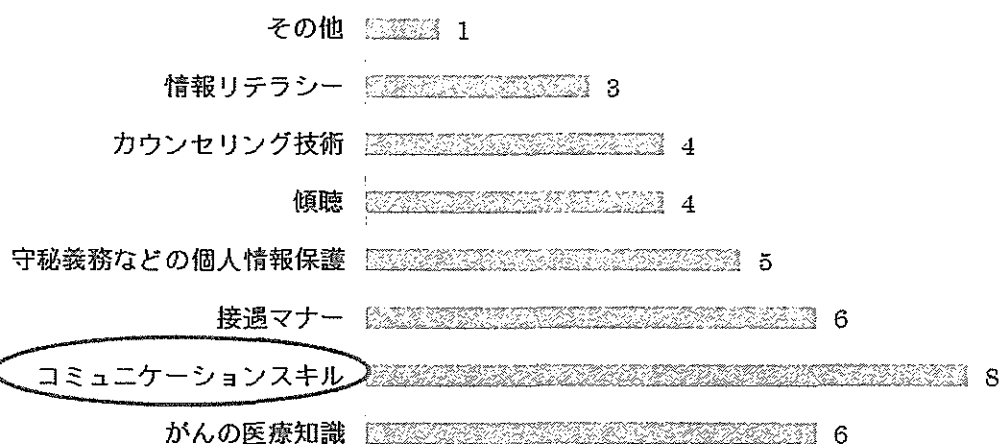 その他 1
情報リテラシー 3
カウンセリング技術 4
傾聴 4
守秘義務などの個人情報保護 5
接遇マナー 6
コミュニケーションスキル 8
がんの医療知識 6